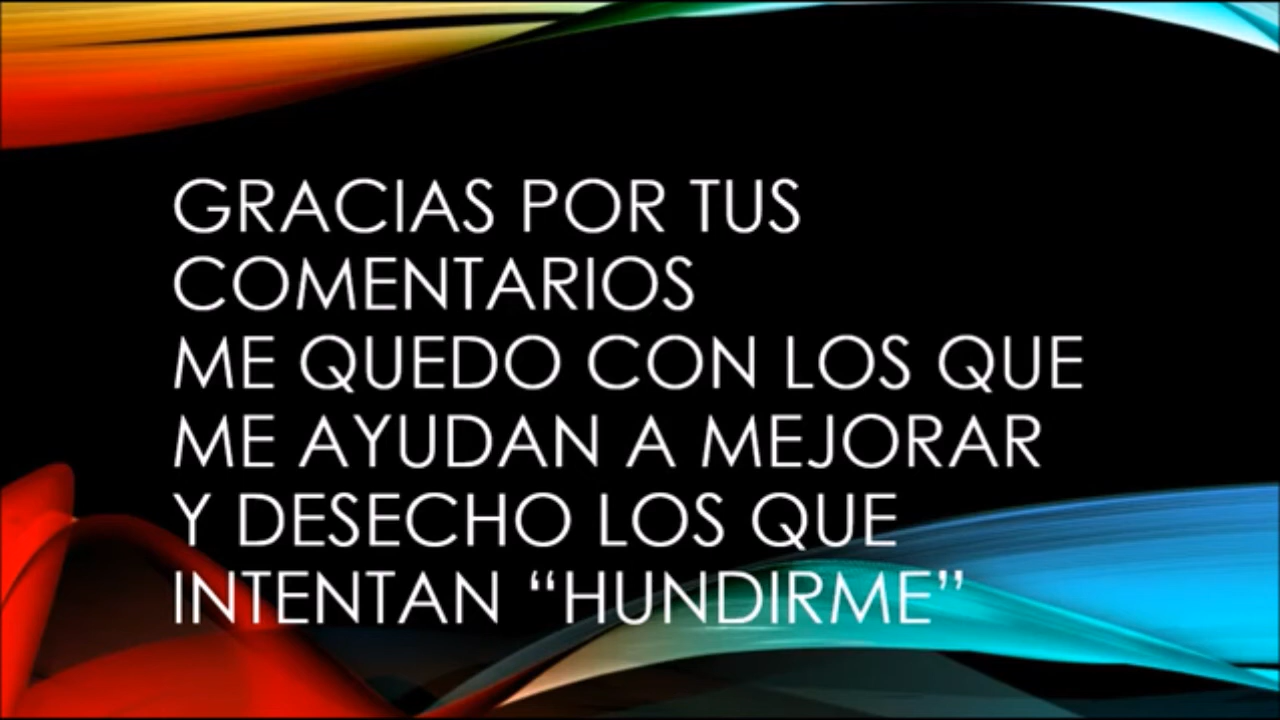 GRACIAS POR TUS
COMENTARIOS
ME QUEDO CON LOS QUE
ME AYUDAN A MEJORAR
Y DESECHO LOS QUE
INTENTAN “HUNDIRME”